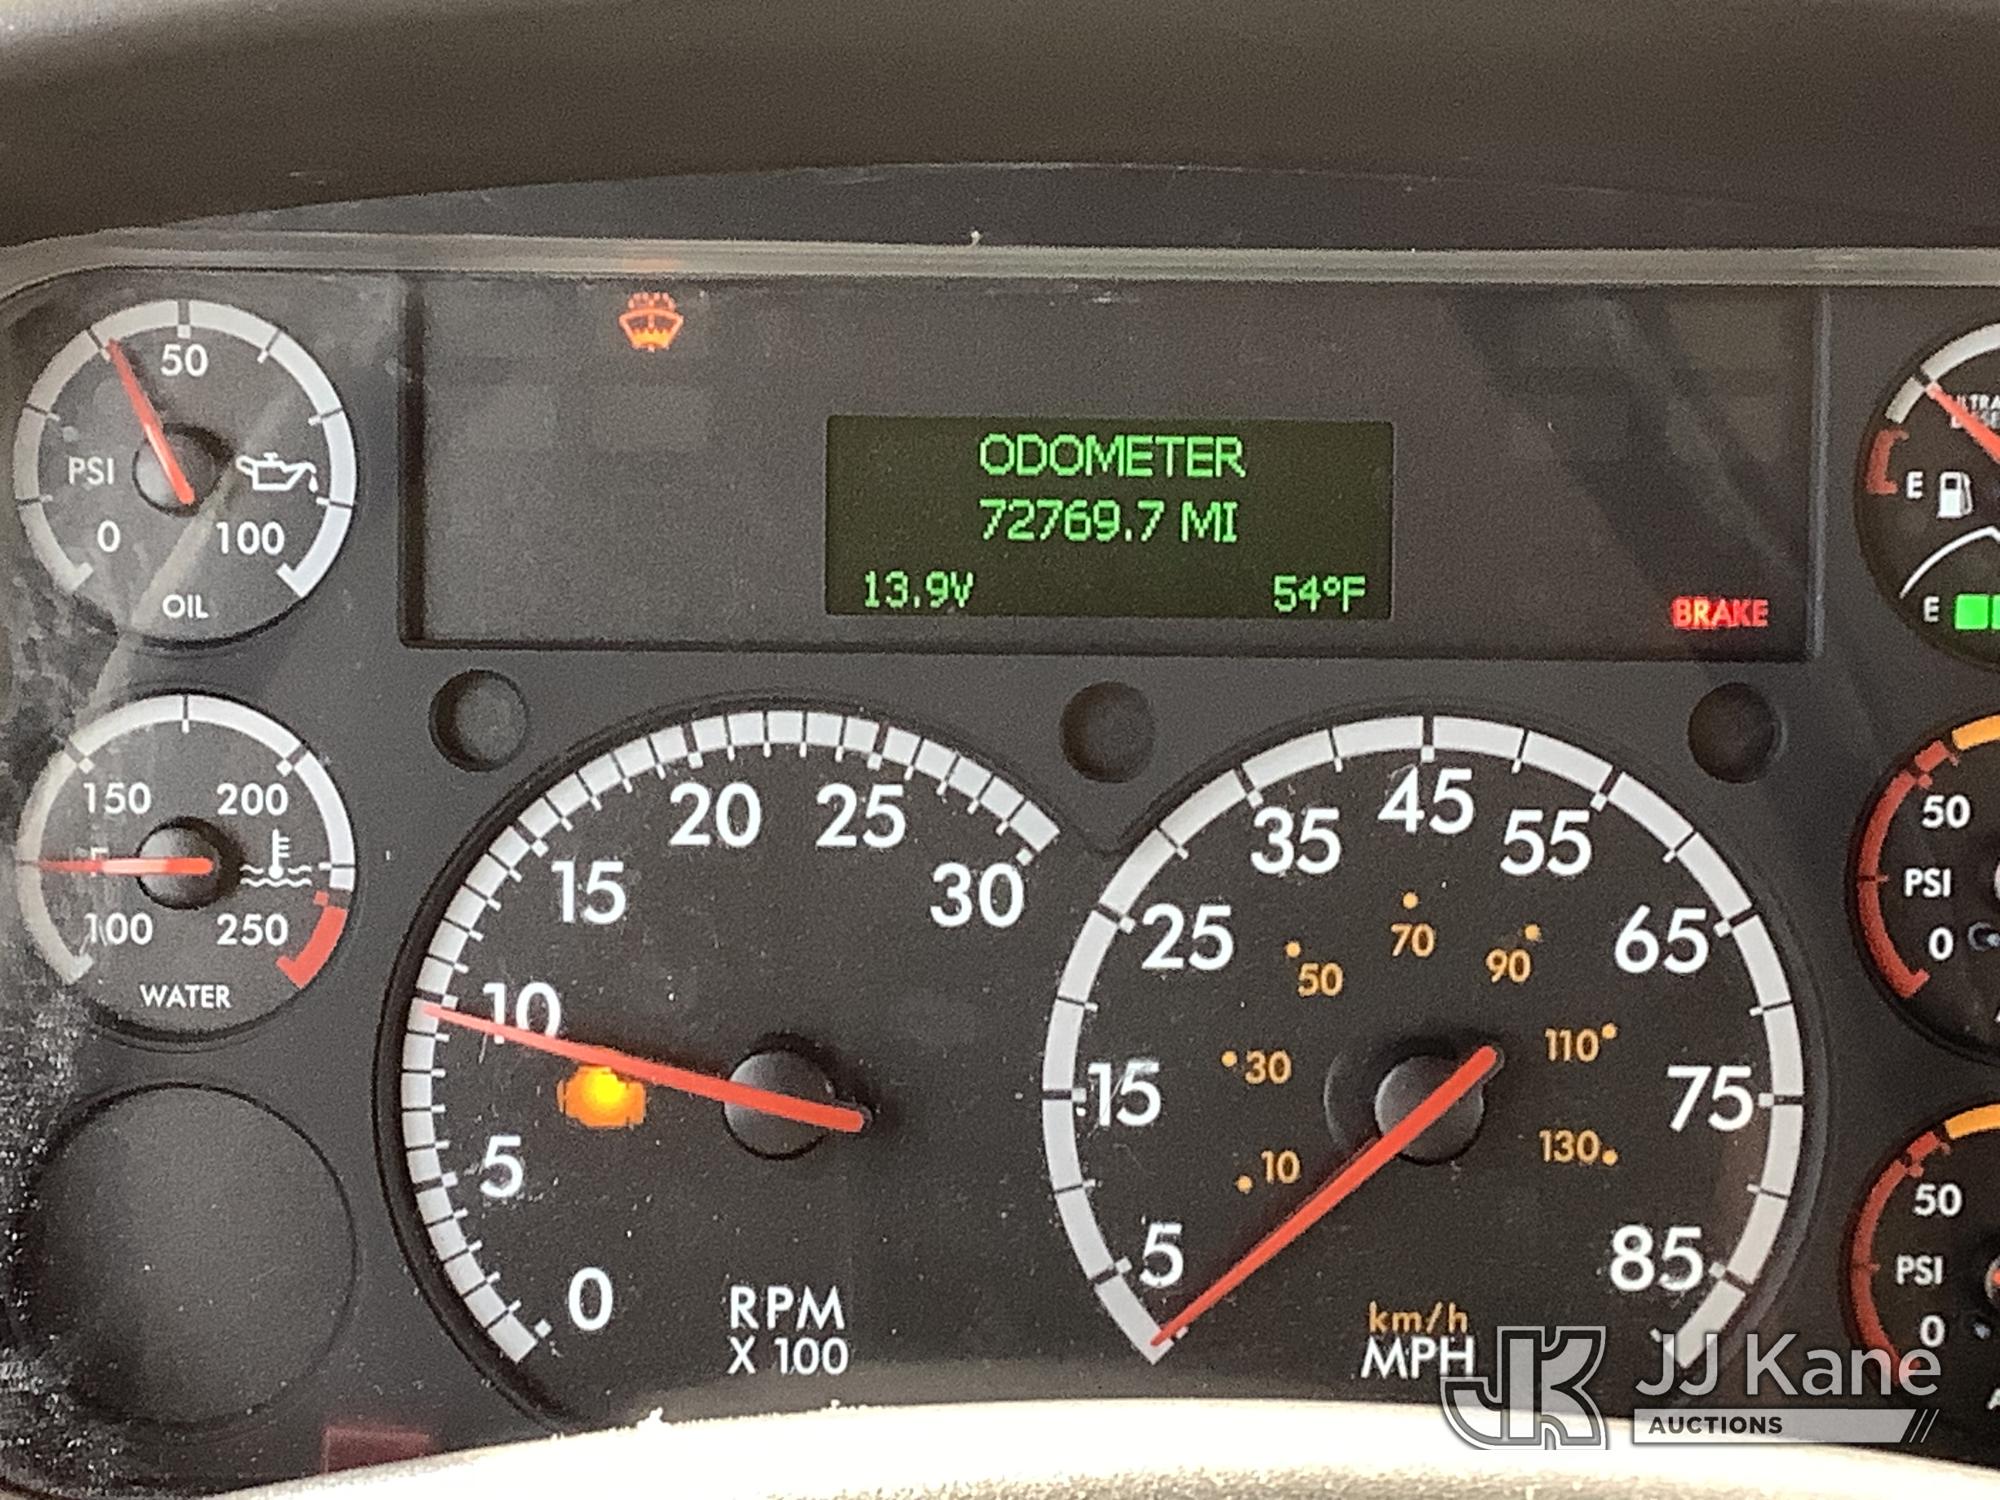 50
PSI
0
100
OIL
ODOMETER
72769.7 MI
13.9V
54°F
BRAKE
E
E
150
200
F
100
250
WATER
0
5
10
15
20
25
30
RPM
X 100
5
15
25
35
45
55
65
75
85
10
30
50
70
90
110
130
km/h
MPH
50
PSI
0
50
PSI
0
JK
JJ Kane
AUCTIONS